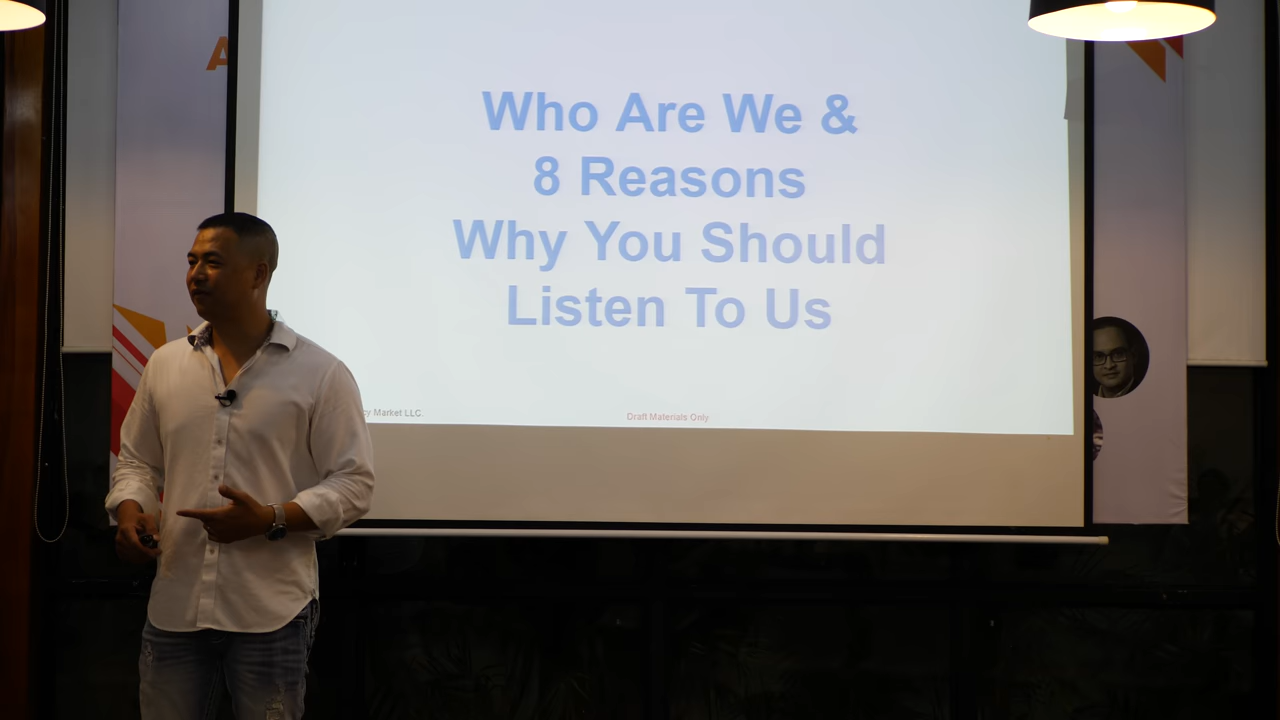 Who Are We &
8 Reasons
Why You Should
Listen To Us
Market LLC.
Draft Materials Only